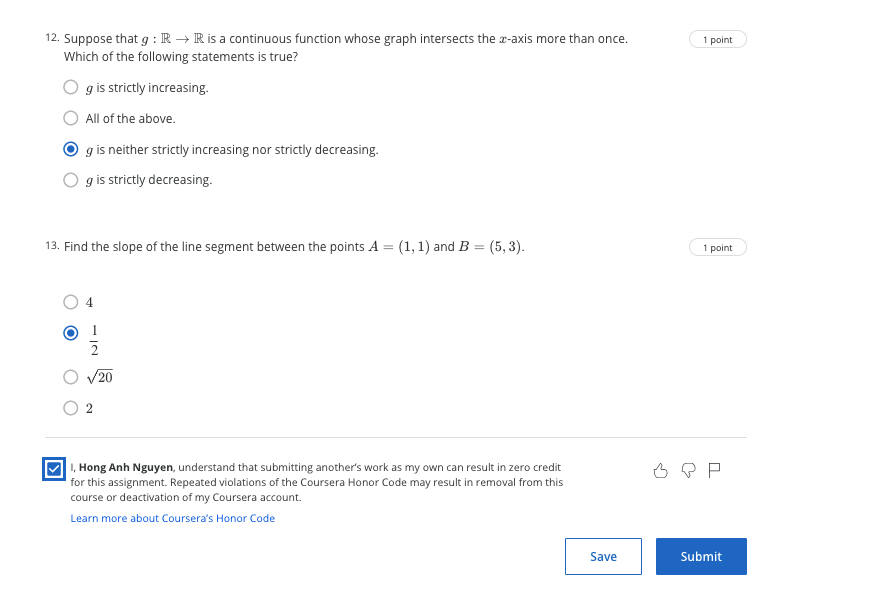 12. Suppose that g : ℝ → ℝ is a continuous function whose graph intersects the x-axis more than once.
1 point
Which of the following statements is true?
g is strictly increasing.
All of the above.
g is neither strictly increasing nor strictly decreasing.
g is strictly decreasing.
13. Find the slope of the line segment between the points A = (1, 1) and B = (5, 3).
1 point
4
1
2
√20
2
I, Hong Anh Nguyen, understand that submitting another's work as my own can result in zero credit
for this assignment. Repeated violations of the Coursera Honor Code may result in removal from this
course or deactivation of my Coursera account.
Learn more about Coursera's Honor Code
Save
Submit